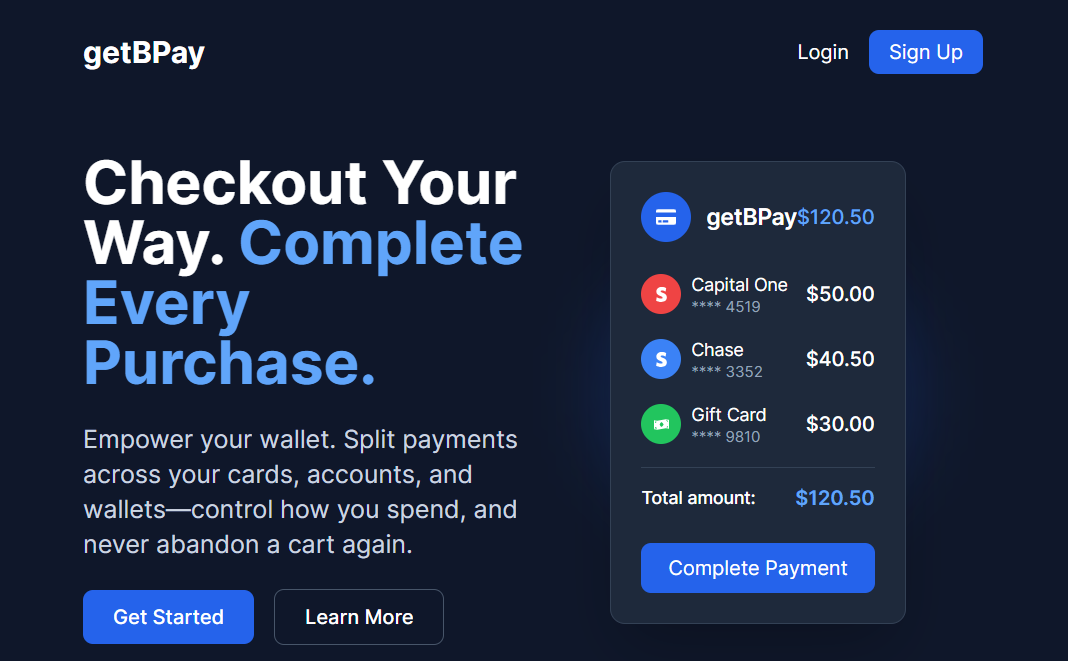 getBPay
Login
Sign Up
Checkout Your
Way. Complete
Every
Purchase.
Empower your wallet. Split payments
across your cards, accounts, and
wallets—control how you spend, and
never abandon a cart again.
Get Started
Learn More
getBPay $120.50
S
Capital One
**** 4519
$50.00
S
Chase
**** 3352
$40.50
Gift Card
**** 9810
$30.00
Total amount: $120.50
Complete Payment